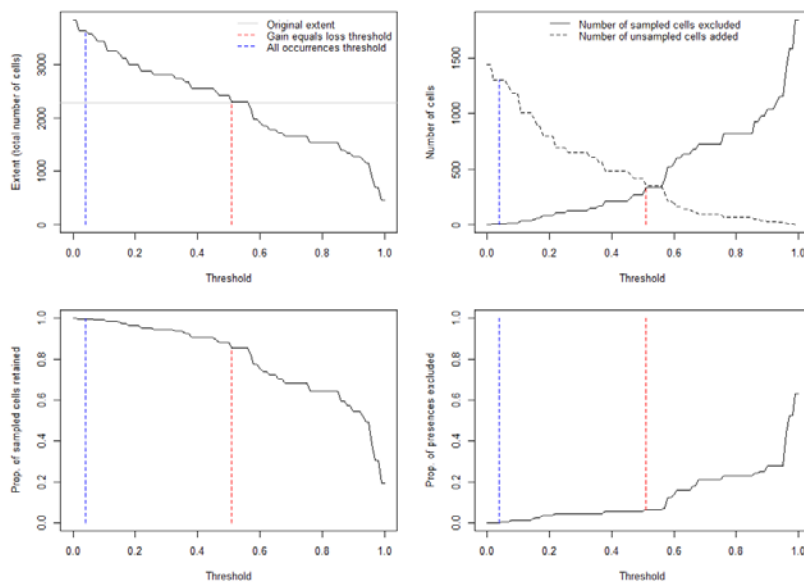 Original extent
Gain equals loss threshold
All occurrences threshold
Extent (total number of cells)
0 1000 2000 3000
0.0 0.2 0.4 0.6 0.8 1.0
Threshold
Number of sampled cells excluded
Number of unsampled cells added
Number of cells
0 500 1000 1500
0.0 0.2 0.4 0.6 0.8 1.0
Threshold
Prop. of sampled cells retained
0.0 0.2 0.4 0.6 0.8 1.0
0.0 0.2 0.4 0.6 0.8 1.0
Threshold
Prop. of presences excluded
0.0 0.2 0.4 0.6 0.8 1.0
0.0 0.2 0.4 0.6 0.8 1.0
Threshold